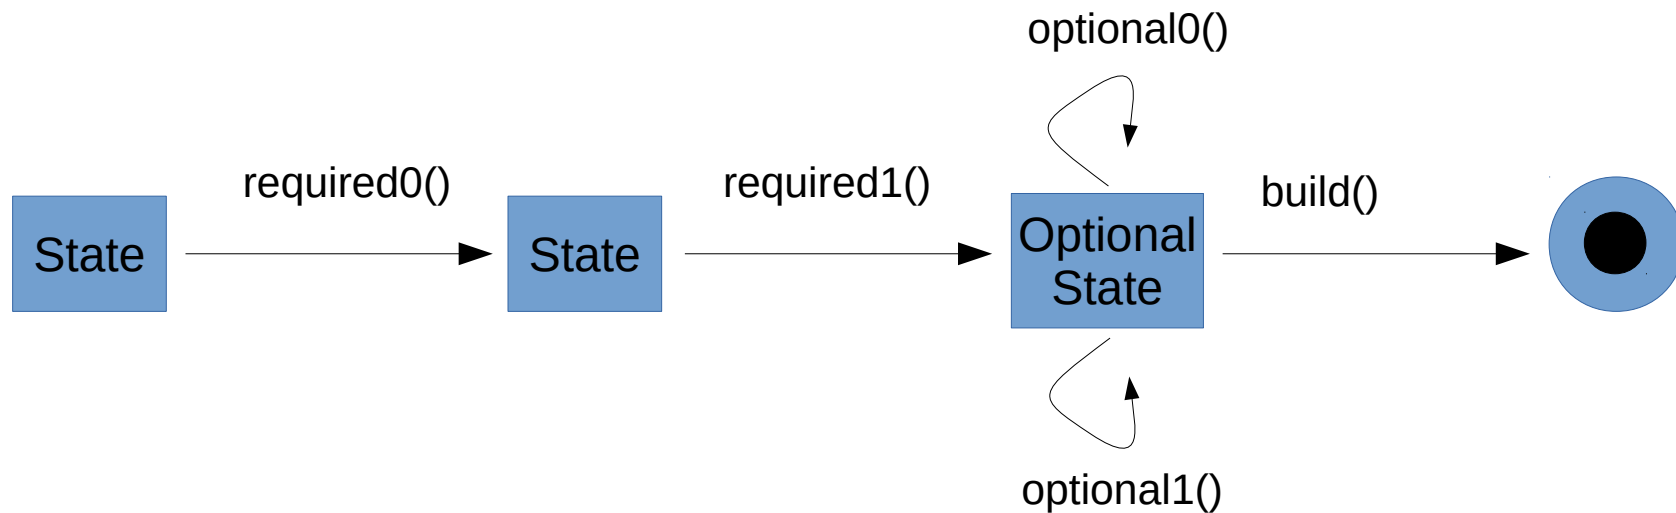 optional0()
required0()
required1()
build()
State
State
Optional
State
optional1()